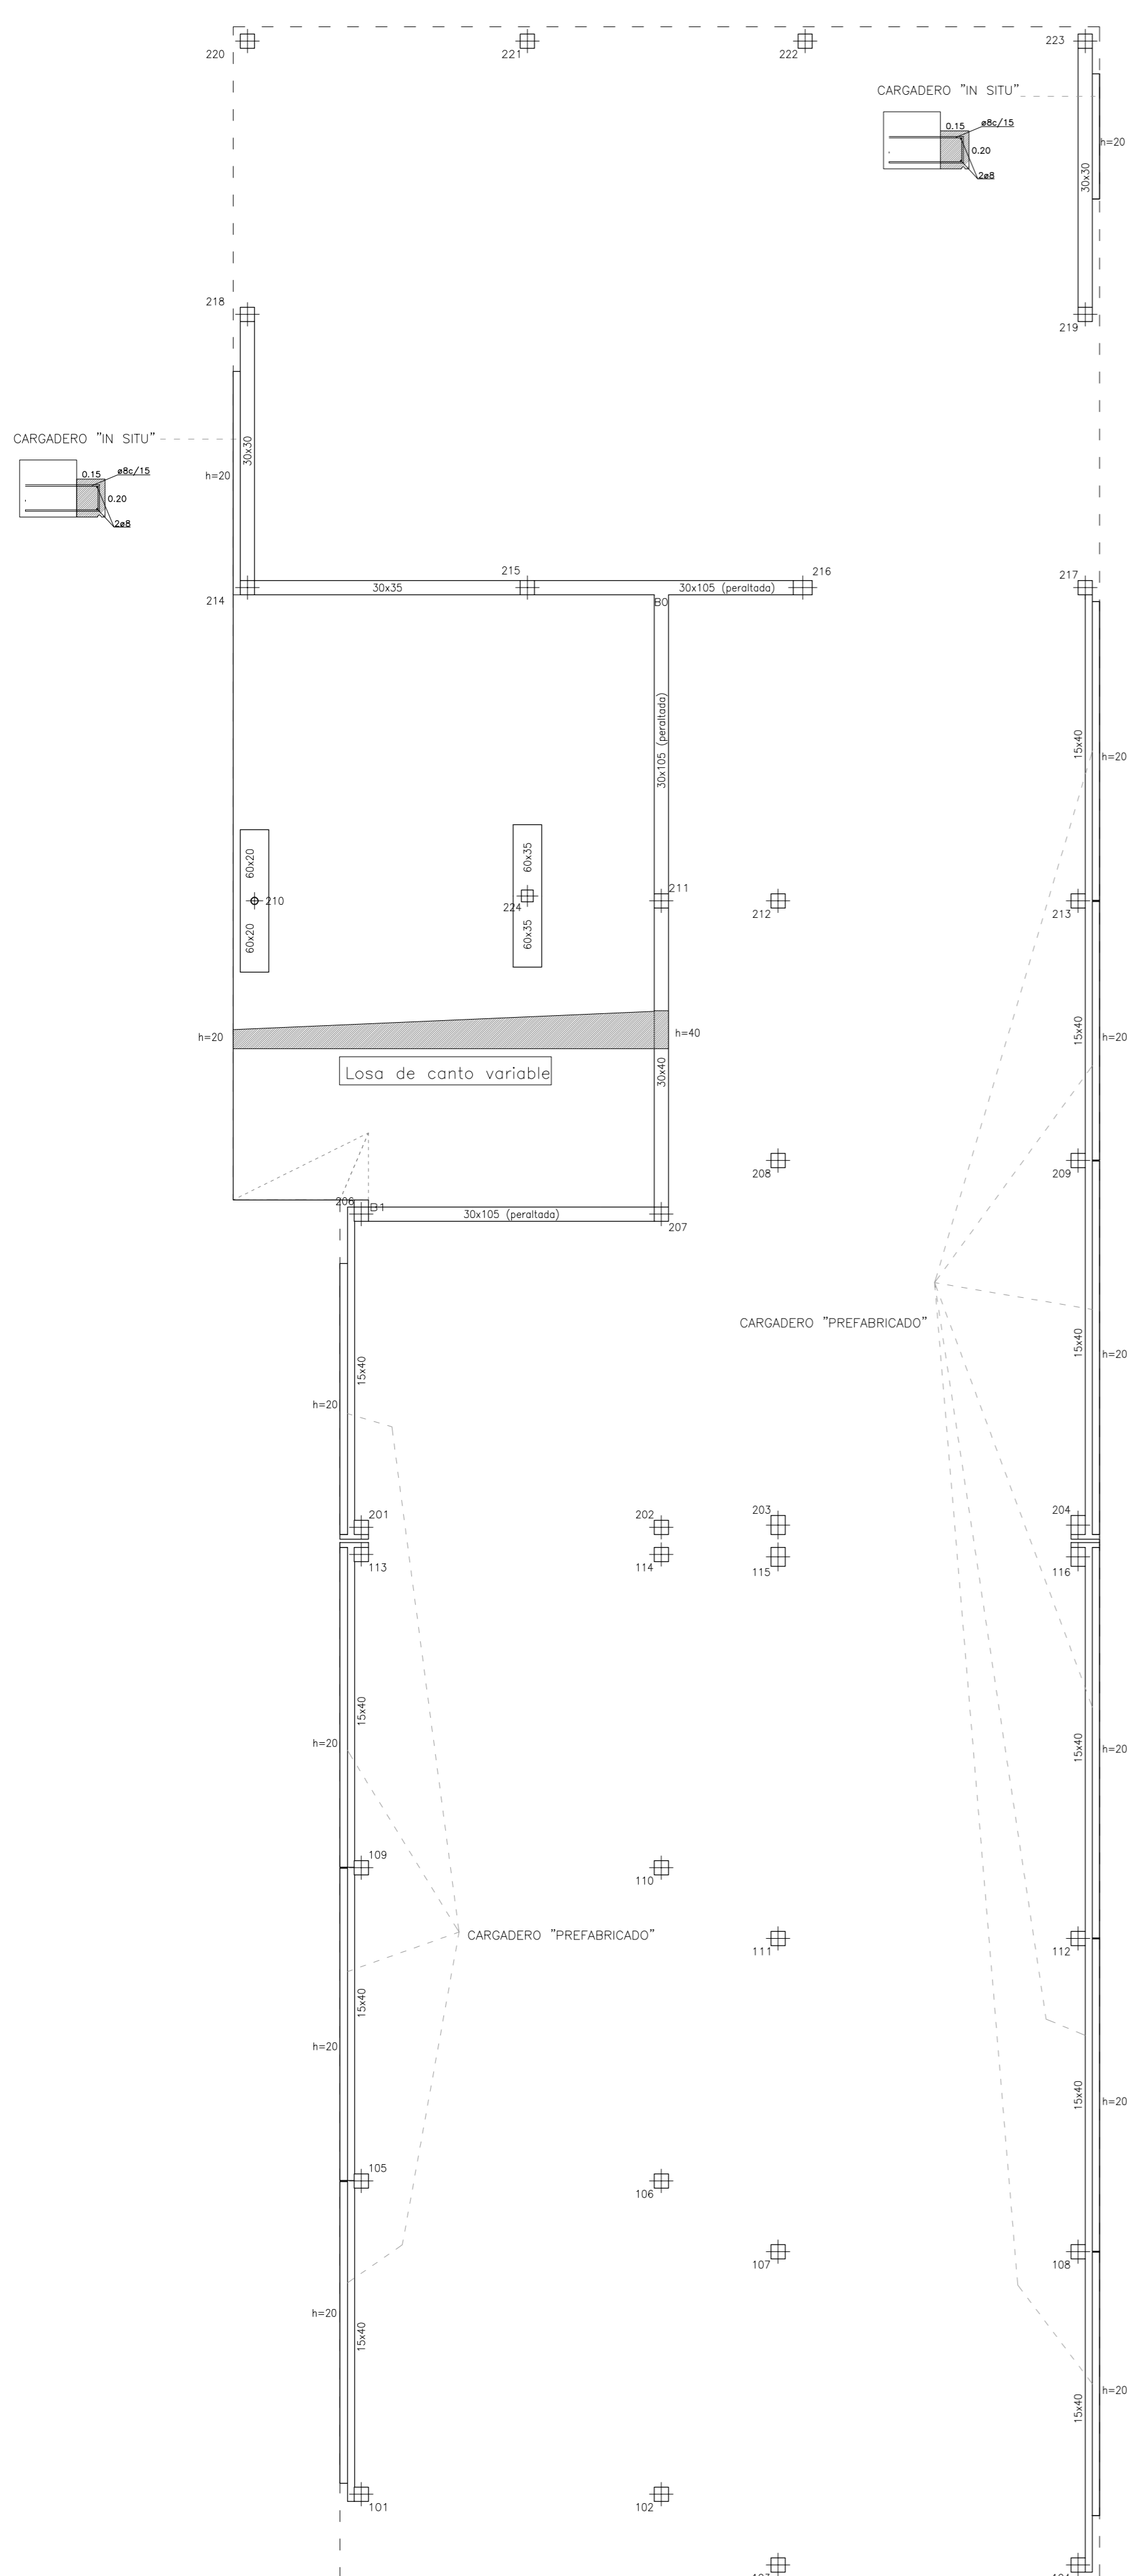 220
221
222
223
CARGADERO "IN SITU"
0.15
ø8c/15
0.20
2ø8
h=20
30x30
218
219
CARGADERO "IN SITU"
0.15
ø8c/15
0.20
2ø8
h=20
30x30
214
30x35
215
B0
30x105 (peraltada)
216
217
30x105 (peraltada)
15x40
h=20
60x20
210
60x20
60x35
224
60x35
211
212
213
h=20
h=40
Losa de canto variable
30x40
15x40
h=20
208
209
206
B1
30x105 (peraltada)
207
CARGADERO "PREFABRICADO"
15x40
h=20
15x40
h=20
201
202
203
204
113
114
115
116
15x40
h=20
15x40
h=20
109
110
CARGADERO "PREFABRICADO"
111
112
15x40
h=20
15x40
h=20
105
106
107
108
h=20
15x40
15x40
h=20
101
102